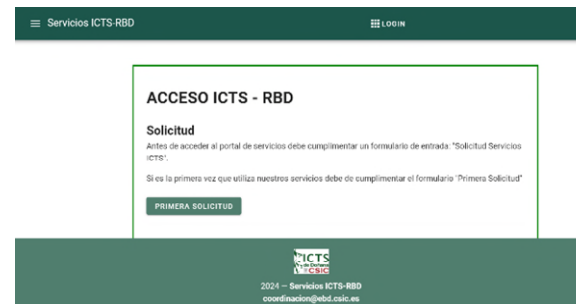 Servicios ICTS-RBD
LOGIN
ACCESO ICTS - RBD
Solicitud
Antes de acceder al portal de servicios debe cumplimentar un formulario de entrada: "Solicitud Servicios
ICTS".
Si es la primera vez que utiliza nuestros servicios debe de cumplimentar el formulario "Primera Solicitud"
PRIMERA SOLICITUD
ICTS
de Doñana
CSIC
2024 — Servicios ICTS-RBD
coordinacion@ebd.csic.es